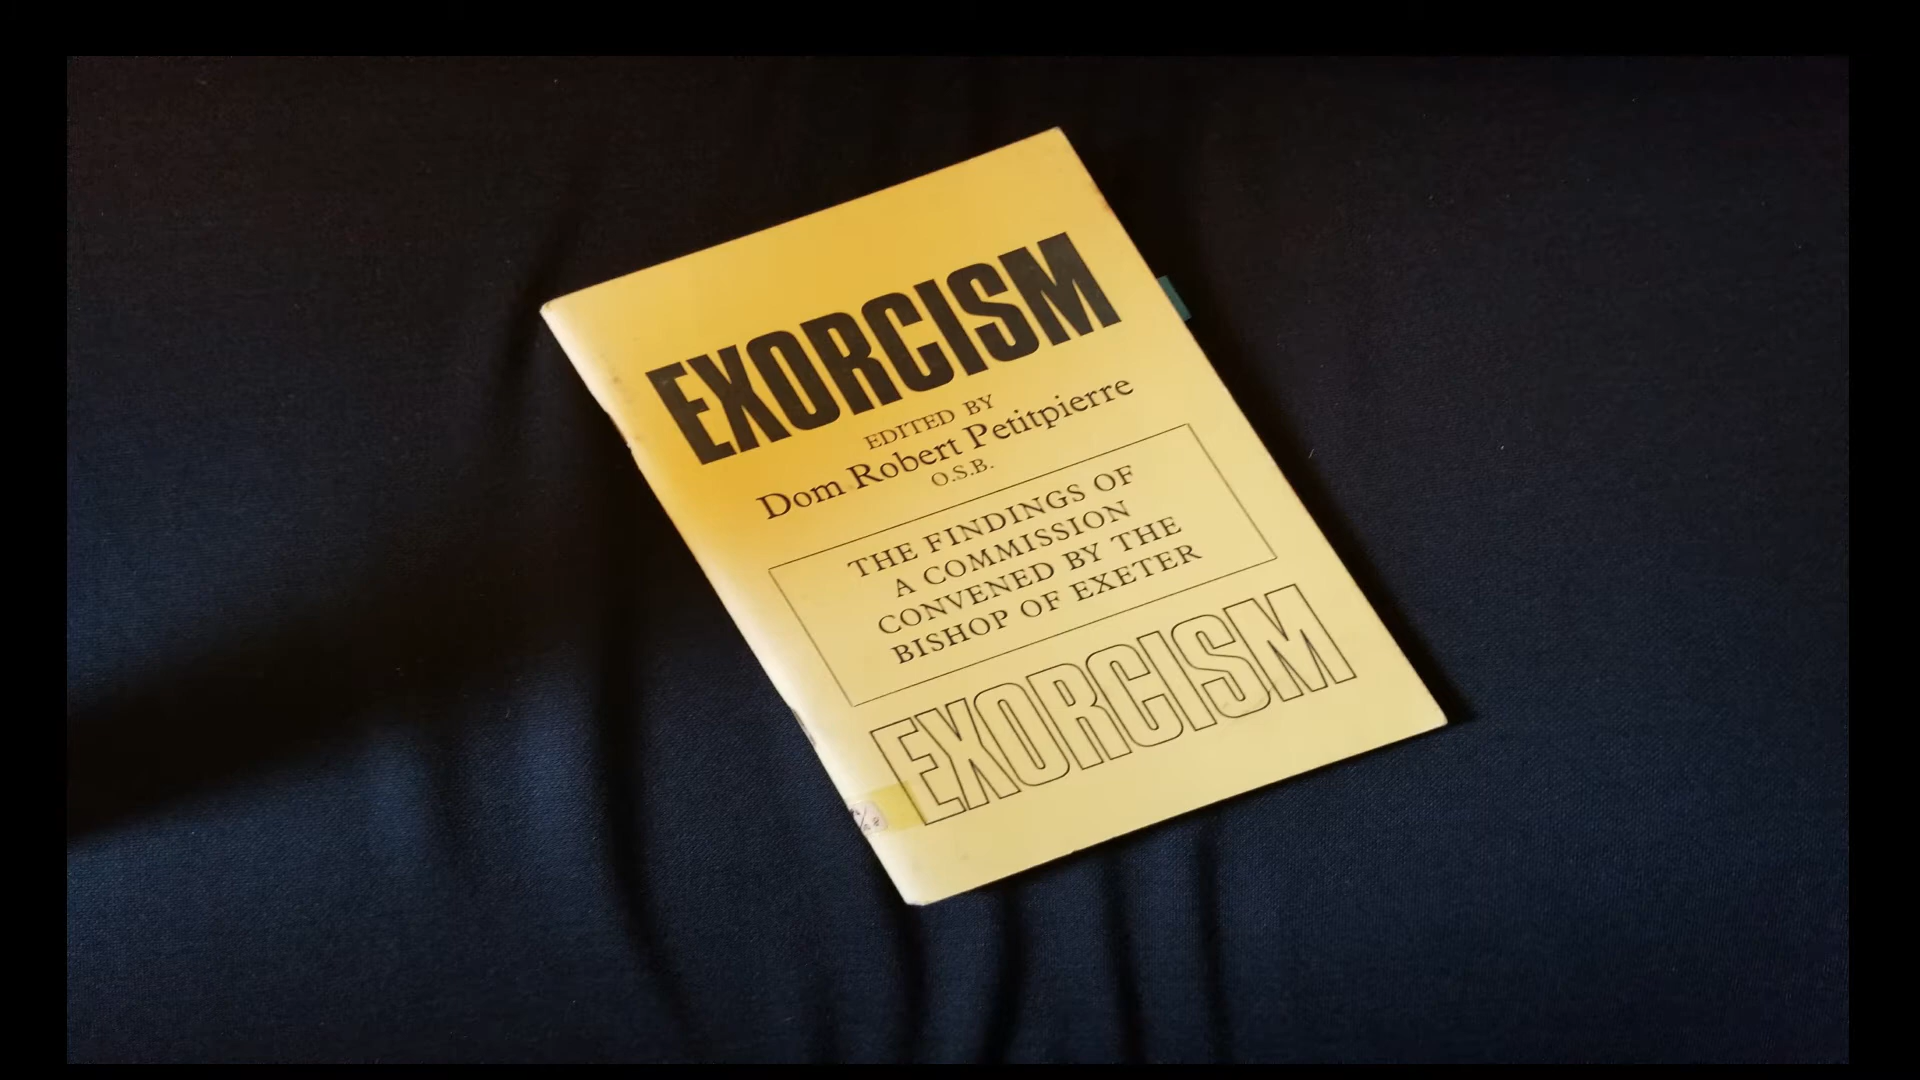 EXORCISM
EDITED BY
Dom Robert Petitpierre
O.S.B.
THE FINDINGS OF
A COMMISSION
CONVENED BY THE
BISHOP OF EXETER
EXORCISM